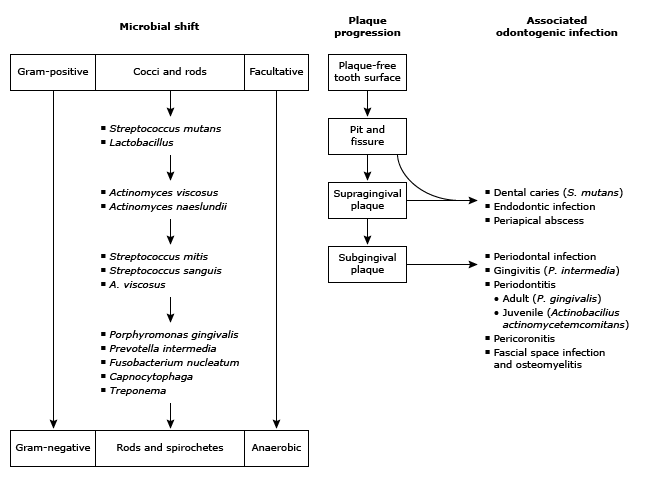 Microbial shift
Gram-positive
Cocci and rods
Facultative
▪ Streptococcus mutans
▪ Lactobacillus
▪ Actinomyces viscosus
▪ Actinomyces naeslundii
▪ Streptococcus mitis
▪ Streptococcus sanguis
▪ A. viscosus
▪ Porphyromonas gingivalis
▪ Prevotella intermedia
▪ Fusobacterium nucleatum
▪ Capnocytophaga
▪ Treponema
Gram-negative
Rods and spirochetes
Anaerobic
Plaque
progression
Plaque-free
tooth surface
Pit and
fissure
Supragingival
plaque
Subgingival
plaque
Associated
odontogenic infection
▪ Dental caries (S. mutans)
▪ Endodontic infection
▪ Periapical abscess
▪ Periodontal infection
▪ Gingivitis (P. intermedia)
▪ Periodontitis
• Adult (P. gingivalis)
• Juvenile (Actinobacilius
actinomycetemcomitans)
▪ Pericoronitis
▪ Fascial space infection
and osteomyelitis